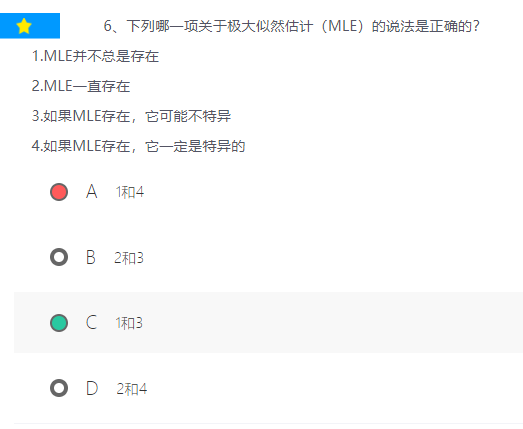 6、下列哪一项关于极大似然估计（MLE）的说法是正确的？
1.MLE并不总是存在
2.MLE一直存在
3.如果MLE存在，它可能不特异
4.如果MLE存在，它一定是特异的
A 1和4
B 2和3
C 1和3
D 2和4